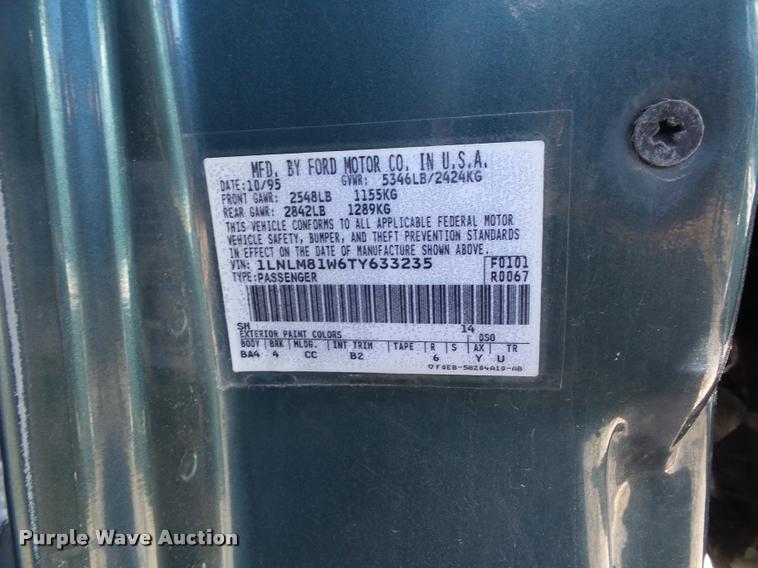 MFD. BY FORD MOTOR CO. IN U.S.A.
DATE: 10/95 GVWR: 5346LB/2424KG
FRONT GAWR: 2548LB 1155KG
REAR GAWR: 2842LB 1289KG
THIS VEHICLE CONFORMS TO ALL APPLICABLE FEDERAL MOTOR
VEHICLE SAFETY, BUMPER, AND THEFT PREVENTION STANDARDS
IN EFFECT ON THE DATE OF MANUFACTURE SHOWN ABOVE.
VIN: 1LNLM81W6TY633235 F0101
TYPE: PASSENGER R0067
SH 14
EXTERIOR PAINT COLORS DSO
BODY BRK MLDG. INT TRIM TAPE R S AX TR
BA4 4 CC B2 6 Y U
F0EB-58204A10-AB
Purple Wave Auction